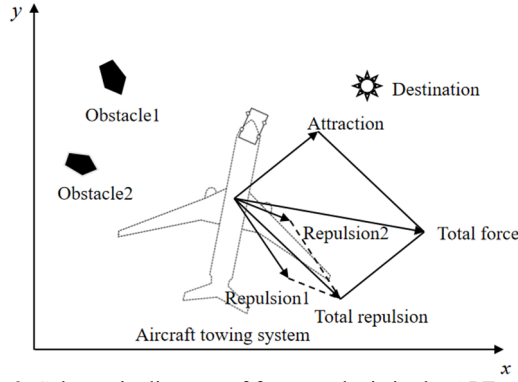 y
Destination
Obstacle1
Attraction
Obstacle2
Repulsion2
Total force
Repulsion1
Total repulsion
Aircraft towing system
x